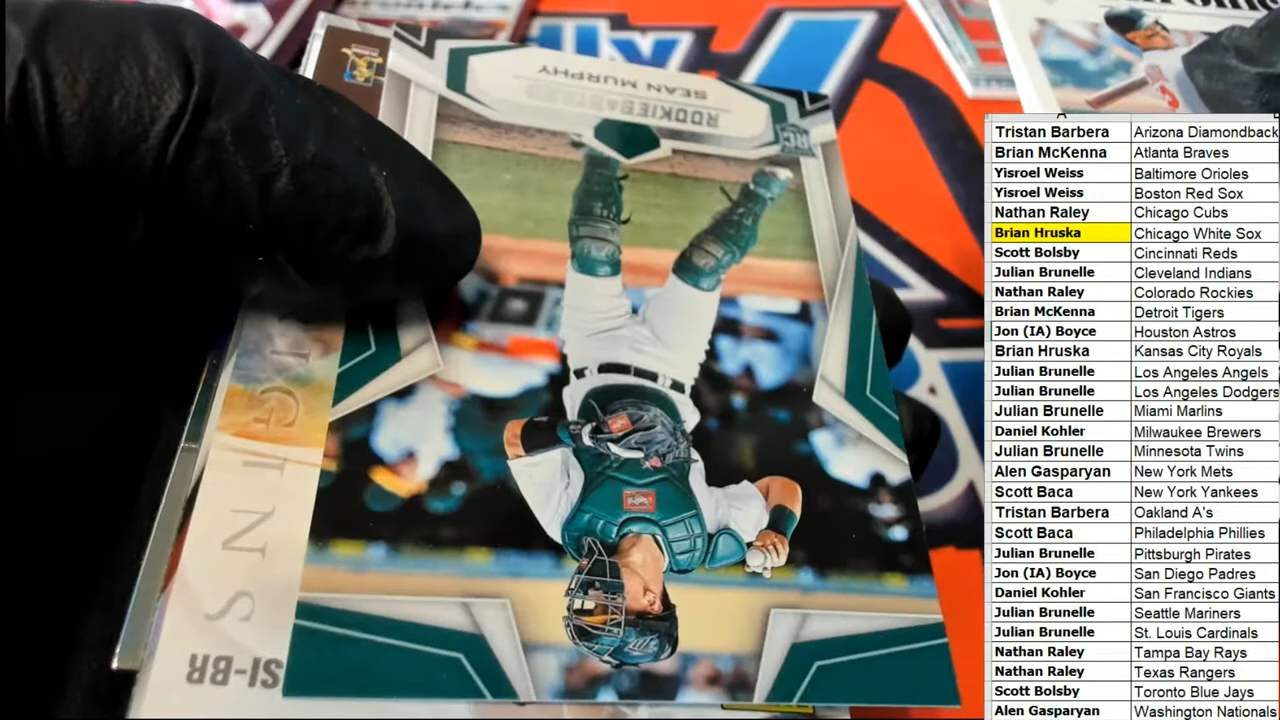 SEAN MURPHY
ROOKIES & STARS
RC
SIGNINGS
SI-BR
A
Tristan Barbera Arizona Diamondback
Brian McKenna Atlanta Braves
Yisroel Weiss Baltimore Orioles
Yisroel Weiss Boston Red Sox
Nathan Raley Chicago Cubs
Brian Hruska Chicago White Sox
Scott Bolsby Cincinnati Reds
Julian Brunelle Cleveland Indians
Nathan Raley Colorado Rockies
Brian McKenna Detroit Tigers
Jon (IA) Boyce Houston Astros
Brian Hruska Kansas City Royals
Julian Brunelle Los Angeles Angels
Julian Brunelle Los Angeles Dodgers
Julian Brunelle Miami Marlins
Daniel Kohler Milwaukee Brewers
Julian Brunelle Minnesota Twins
Alen Gasparyan New York Mets
Scott Baca New York Yankees
Tristan Barbera Oakland A's
Scott Baca Philadelphia Phillies
Julian Brunelle Pittsburgh Pirates
Jon (IA) Boyce San Diego Padres
Daniel Kohler San Francisco Giants
Julian Brunelle Seattle Mariners
Julian Brunelle St. Louis Cardinals
Nathan Raley Tampa Bay Rays
Nathan Raley Texas Rangers
Scott Bolsby Toronto Blue Jays
Alen Gasparyan Washington Nationals